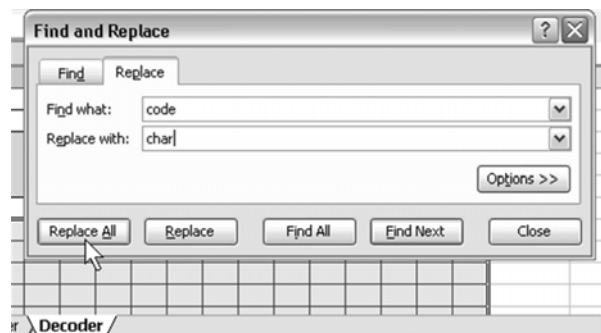 Find and Replace
Find Replace
Find what: code
Replace with: char
Options >>
Replace All Replace Find All Find Next Close
r Decoder